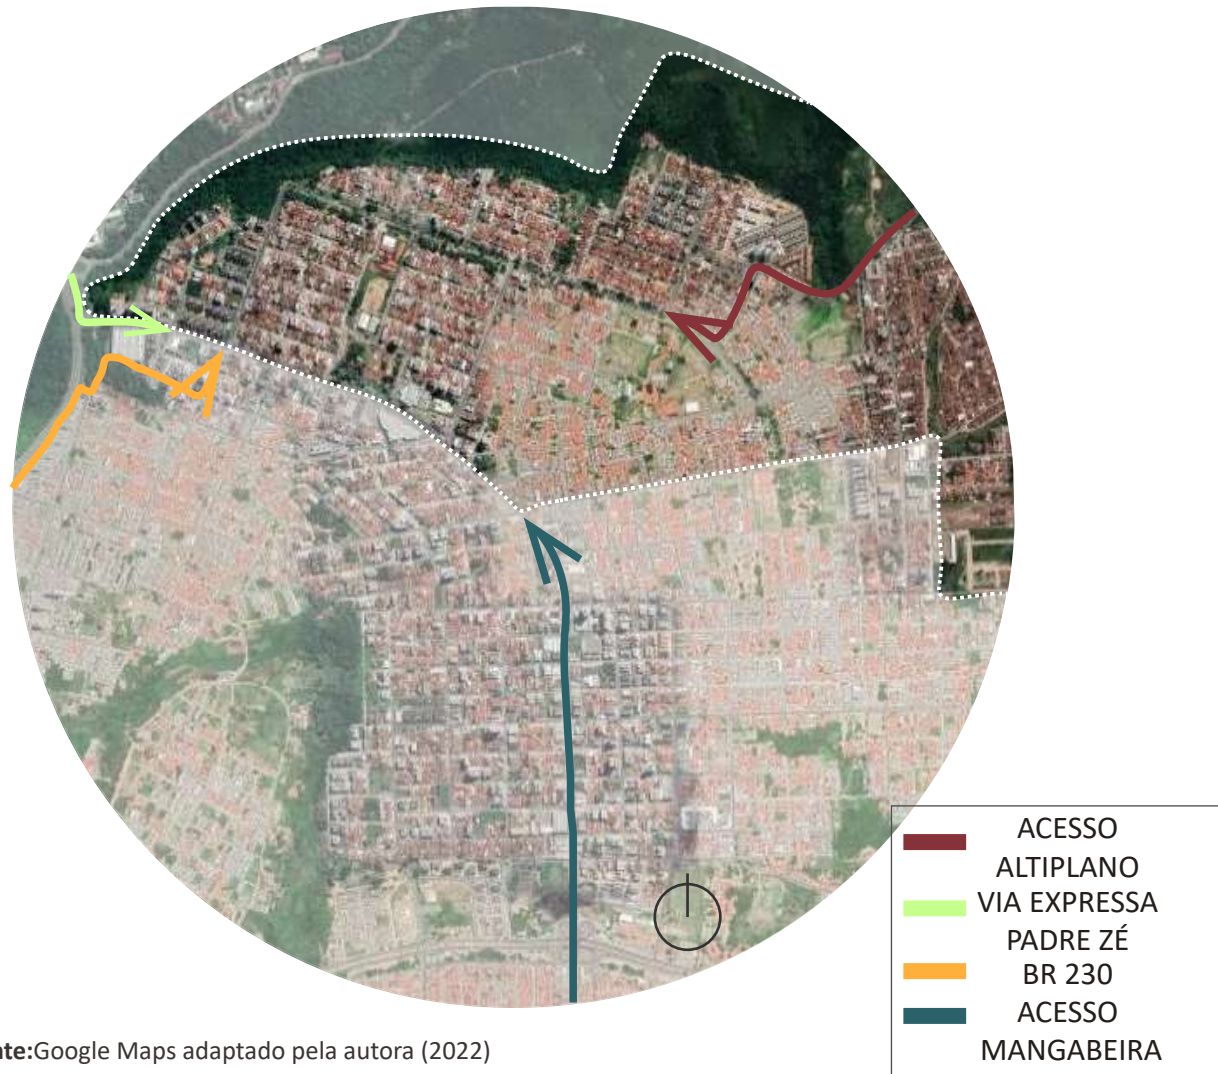 ACESSO
ALTIPLANO
VIA EXPRESSA
PADRE ZÉ
BR 230
ACESSO
MANGABEIRA
nte:Google Maps adaptado pela autora (2022)